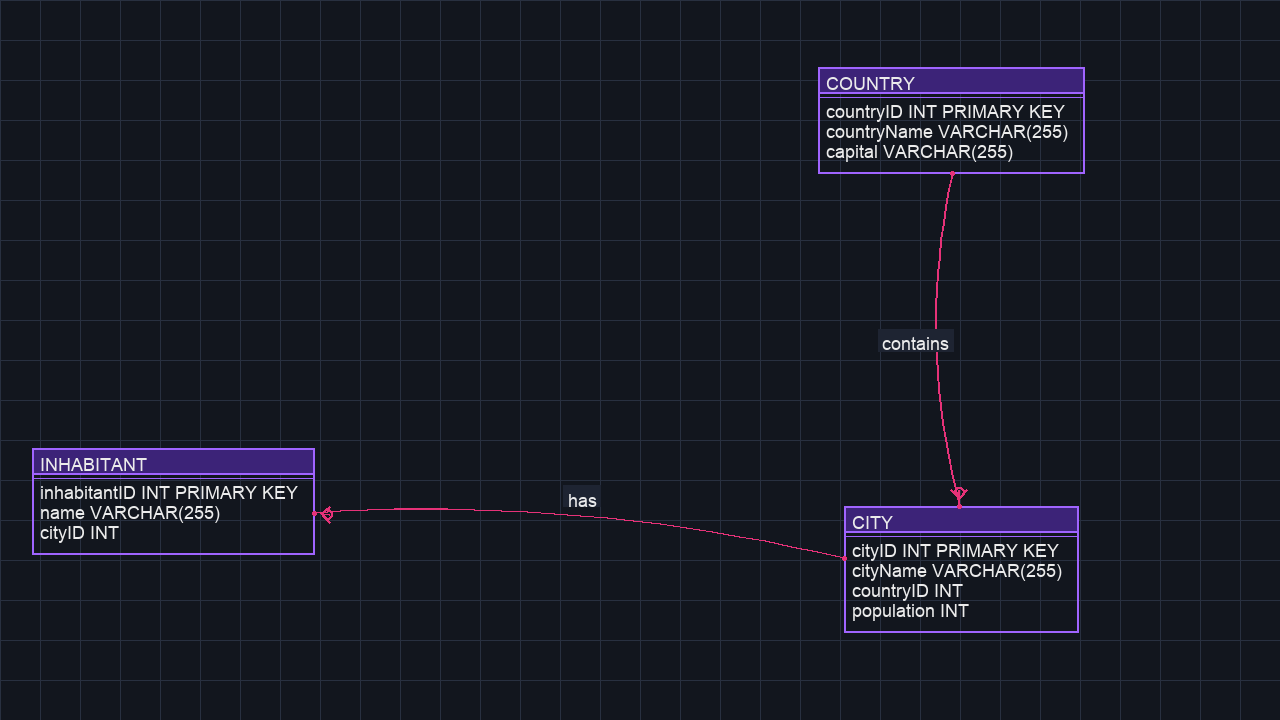 COUNTRY
countryID INT PRIMARY KEY
countryName VARCHAR(255)
capital VARCHAR(255)
contains
INHABITANT
inhabitantID INT PRIMARY KEY
name VARCHAR(255)
cityID INT
has
CITY
cityID INT PRIMARY KEY
cityName VARCHAR(255)
countryID INT
population INT